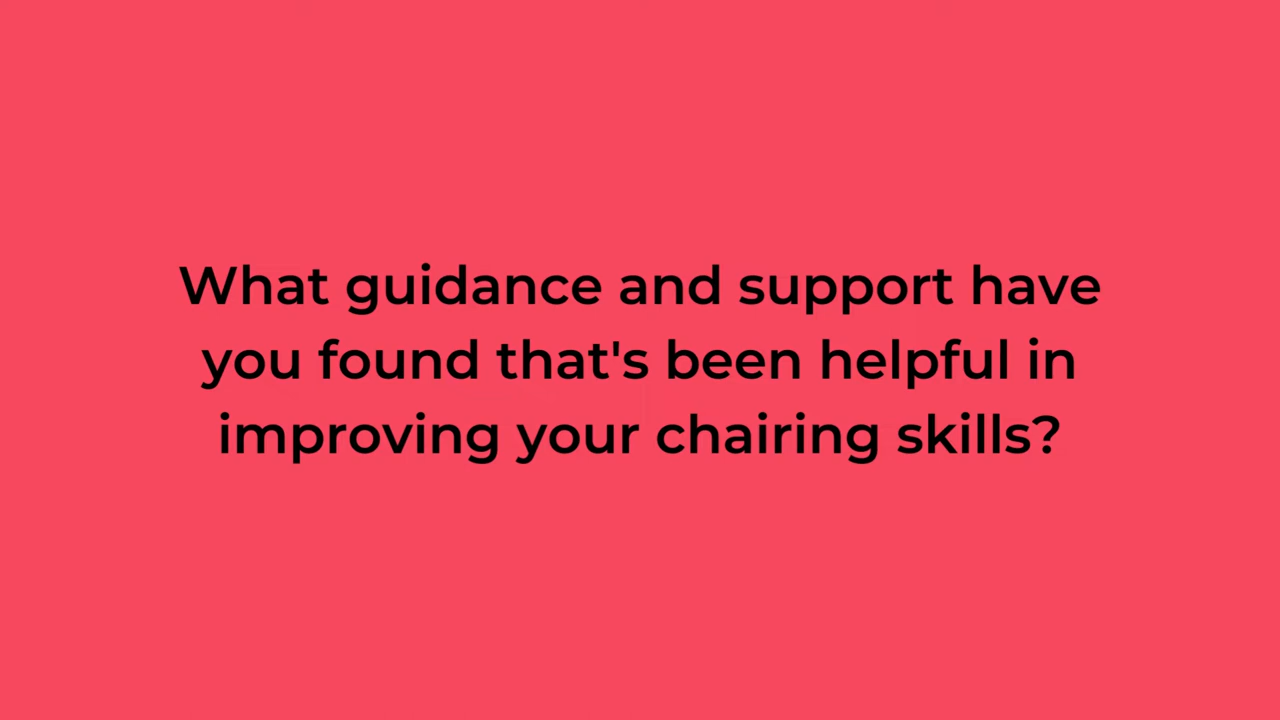 What guidance and support have
you found that's been helpful in
improving your chairing skills?